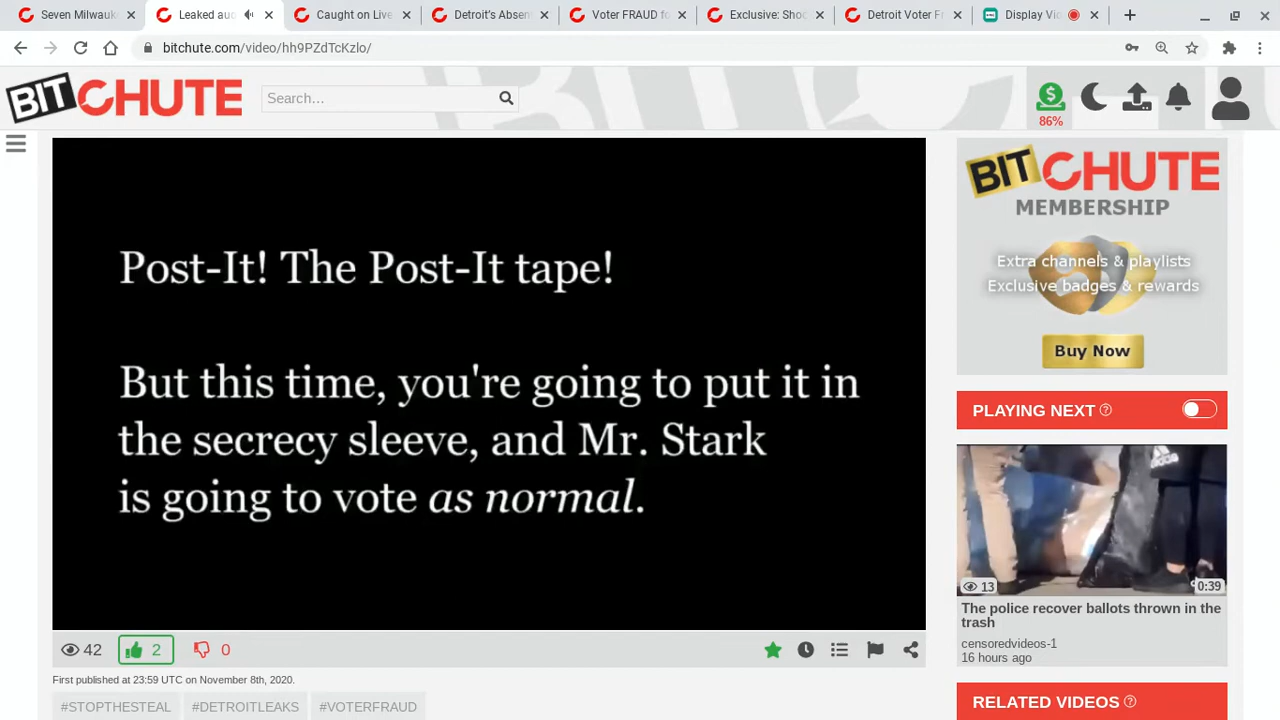 Seven Milwauk
Leaked aud
Caught on Live
Detroit's Absen
Voter FRAUD fo
Exclusive: Shoc
Detroit Voter Fr
Display Vid
bitchute.com/video/hh9PZdTcKzlo/
BITCHUTE
Search...
86%
Post-It! The Post-It tape!
But this time, you're going to put it in
the secrecy sleeve, and Mr. Stark
is going to vote as normal.
BITCHUTE
MEMBERSHIP
Extra channels & playlists
Exclusive badges & rewards
Buy Now
PLAYING NEXT
13
0:39
The police recover ballots thrown in the
trash
censoredvideos-1
16 hours ago
42
2
0
First published at 23:59 UTC on November 8th, 2020.
#STOPTHESTEAL
#DETROITLEAKS
#VOTERFRAUD
RELATED VIDEOS